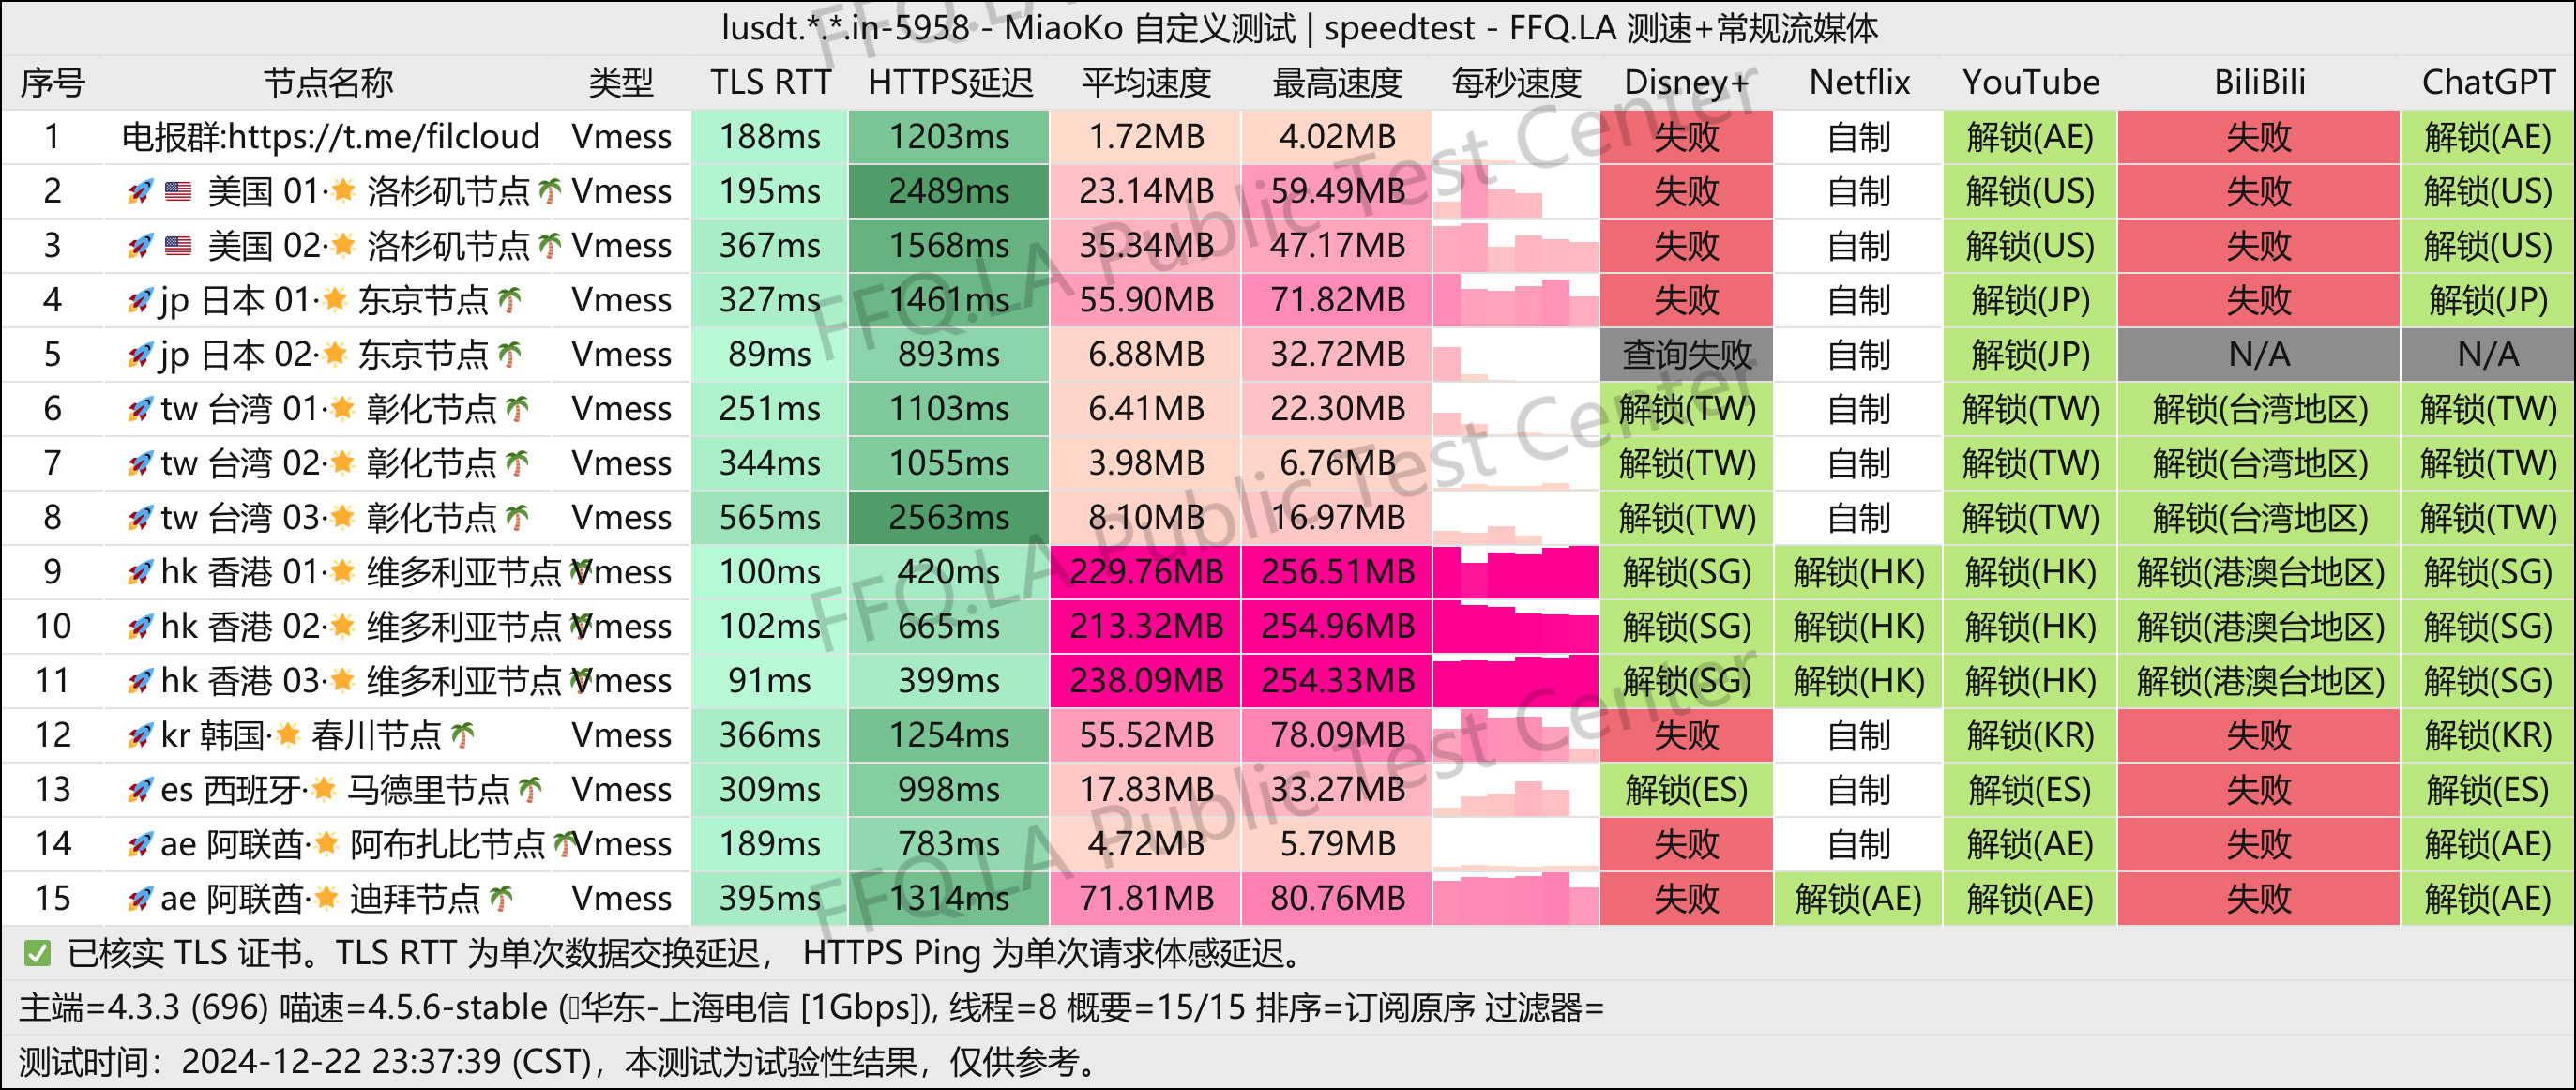 lusdt.*.*.in-5958 - MiaoKo 自定义测试 | speedtest - FFQ.LA 测速+常规流媒体
序号 节点名称 类型 TLS RTT HTTPS延迟 平均速度 最高速度 每秒速度 Disney+ Netflix YouTube BiliBili ChatGPT
1 电报群:https://t.me/filcloud Vmess 188ms 1203ms 1.72MB 4.02MB 失败 自制 解锁(AE) 失败 解锁(AE)
2 🚀🇺🇸 美国 01·🌟 洛杉矶节点🌴 Vmess 195ms 2489ms 23.14MB 59.49MB 失败 自制 解锁(US) 失败 解锁(US)
3 🚀🇺🇸 美国 02·🌟 洛杉矶节点🌴 Vmess 367ms 1568ms 35.34MB 47.17MB 失败 自制 解锁(US) 失败 解锁(US)
4 🚀jp 日本 01·🌟 东京节点🌴 Vmess 327ms 1461ms 55.90MB 71.82MB 失败 自制 解锁(JP) 失败 解锁(JP)
5 🚀jp 日本 02·🌟 东京节点🌴 Vmess 89ms 893ms 6.88MB 32.72MB 查询失败 自制 解锁(JP) N/A N/A
6 🚀tw 台湾 01·🌟 彰化节点🌴 Vmess 251ms 1103ms 6.41MB 22.30MB 解锁(TW) 自制 解锁(TW) 解锁(台湾地区) 解锁(TW)
7 🚀tw 台湾 02·🌟 彰化节点🌴 Vmess 344ms 1055ms 3.98MB 6.76MB 解锁(TW) 自制 解锁(TW) 解锁(台湾地区) 解锁(TW)
8 🚀tw 台湾 03·🌟 彰化节点🌴 Vmess 565ms 2563ms 8.10MB 16.97MB 解锁(TW) 自制 解锁(TW) 解锁(台湾地区) 解锁(TW)
9 🚀hk 香港 01·🌟 维多利亚节点🌴 Vmess 100ms 420ms 229.76MB 256.51MB 解锁(SG) 解锁(HK) 解锁(HK) 解锁(港澳台地区) 解锁(SG)
10 🚀hk 香港 02·🌟 维多利亚节点🌴 Vmess 102ms 665ms 213.32MB 254.96MB 解锁(SG) 解锁(HK) 解锁(HK) 解锁(港澳台地区) 解锁(SG)
11 🚀hk 香港 03·🌟 维多利亚节点🌴 Vmess 91ms 399ms 238.09MB 254.33MB 解锁(SG) 解锁(HK) 解锁(HK) 解锁(港澳台地区) 解锁(SG)
12 🚀kr 韩国·🌟 春川节点🌴 Vmess 366ms 1254ms 55.52MB 78.09MB 失败 自制 解锁(KR) 失败 解锁(KR)
13 🚀es 西班牙·🌟 马德里节点🌴 Vmess 309ms 998ms 17.83MB 33.27MB 解锁(ES) 自制 解锁(ES) 失败 解锁(ES)
14 🚀ae 阿联酋·🌟 阿布扎比节点🌴 Vmess 189ms 783ms 4.72MB 5.79MB 失败 自制 解锁(AE) 失败 解锁(AE)
15 🚀ae 阿联酋·🌟 迪拜节点🌴 Vmess 395ms 1314ms 71.81MB 80.76MB 失败 解锁(AE) 解锁(AE) 失败 解锁(AE)
✅ 已核实 TLS 证书。TLS RTT 为单次数据交换延迟， HTTPS Ping 为单次请求体感延迟。
主端=4.3.3 (696) 喵速=4.5.6-stable (华东-上海电信 [1Gbps]), 线程=8 概要=15/15 排序=订阅原序 过滤器=
测试时间：2024-12-22 23:37:39 (CST)，本测试为试验性结果，仅供参考。
FFQ.LA Public Test Center
FFQ.LA Public Test Center
FFQ.LA Public Test Center
FFQ.LA